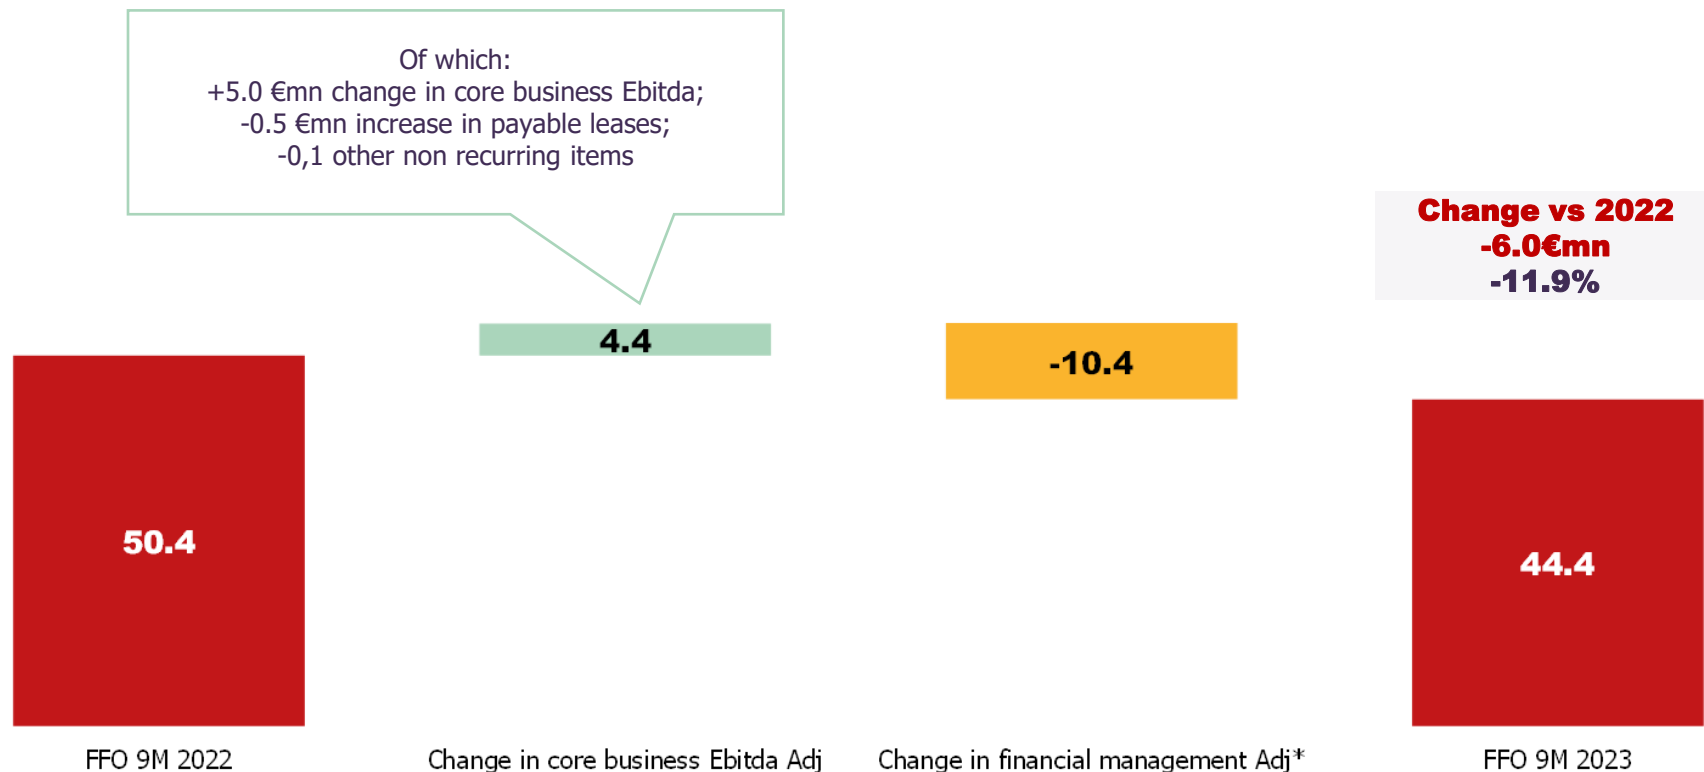 Of which:
+5.0 €mn change in core business Ebitda;
-0.5 €mn increase in payable leases;
-0,1 other non recurring items
Change vs 2022
-6.0€mn
-11.9%
4.4
-10.4
50.4
44.4
FFO 9M 2022
Change in core business Ebitda Adj
Change in financial management Adj*
FFO 9M 2023